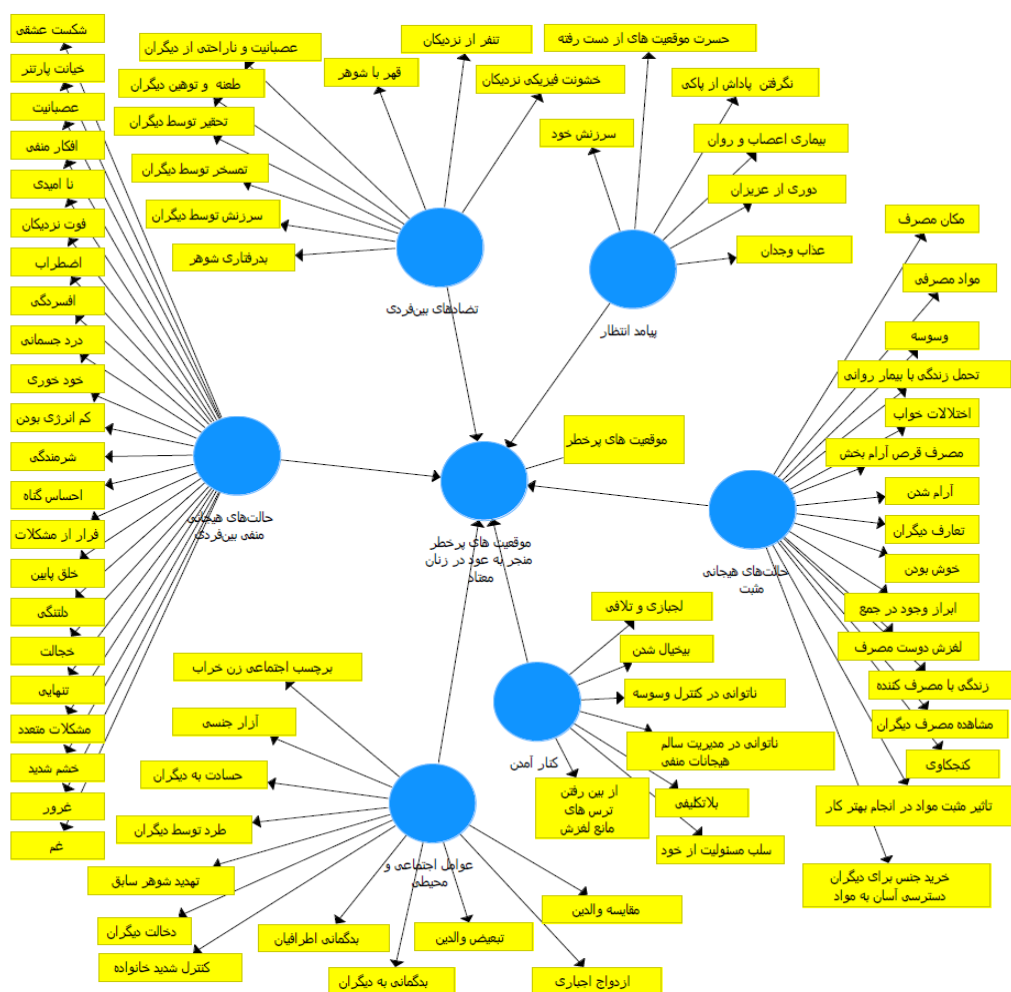 شکست عشقی
خیانت پارتنر
عصبانیت
افکار منفی
نا امیدی
فوت نزدیکان
اضطراب
افسردگی
درد جسمانی
خود خوری
کم انرژی بودن
شرمندگی
احساس گناه
فرار از مشکلات
خلق پایین
دلتنگی
خجالت
تنهایی
مشکلات متعدد
خشم شدید
غرور
غم
حالت‌های هیجانی
منفی بین‌فردی
عصبانیت و ناراحتی از دیگران
طعنه و توهین دیگران
تحقیر توسط دیگران
تمسخر توسط دیگران
سرزنش توسط دیگران
بدرفتاری شوهر
قهر با شوهر
تنفر از نزدیکان
خشونت فیزیکی نزدیکان
تضادهای بین‌فردی
حسرت موقعیت های از دست رفته
نگرفتن پاداش از پاکی
سرزنش خود
بیماری اعصاب و روان
دوری از عزیزان
عذاب وجدان
پیامد انتظار
موقعیت های پرخطر
موقعیت های پرخطر
منجر به عود در زنان
معتاد
مکان مصرف
مواد مصرفی
وسوسه
تحمل زندگی با بیمار روانی
اختلالات خواب
مصرف قرص آرام بخش
آرام شدن
تعارف دیگران
خوش بودن
ابراز وجود در جمع
لغزش دوست مصرف
زندگی با مصرف کننده
مشاهده مصرف دیگران
کنجکاوی
تاثیر مثبت مواد در انجام بهتر کار
خرید جنس برای دیگران
دسترسی آسان به مواد
حالت‌های هیجانی
مثبت
لجبازی و تلافی
بیخیال شدن
ناتوانی در کنترل وسوسه
ناتوانی در مدیریت سالم
هیجانات منفی
بلاتکلیفی
سلب مسئولیت از خود
از بین رفتن
ترس های
مانع لغزش
کنار آمدن
برچسب اجتماعی زن خراب
آزار جنسی
حسادت به دیگران
طرد توسط دیگران
تهدید شوهر سابق
دخالت دیگران
کنترل شدید خانواده
بدگمانی اطرافیان
بدگمانی به دیگران
تبعیض والدین
ازدواج اجباری
مقایسه والدین
عوامل اجتماعی و
محیطی